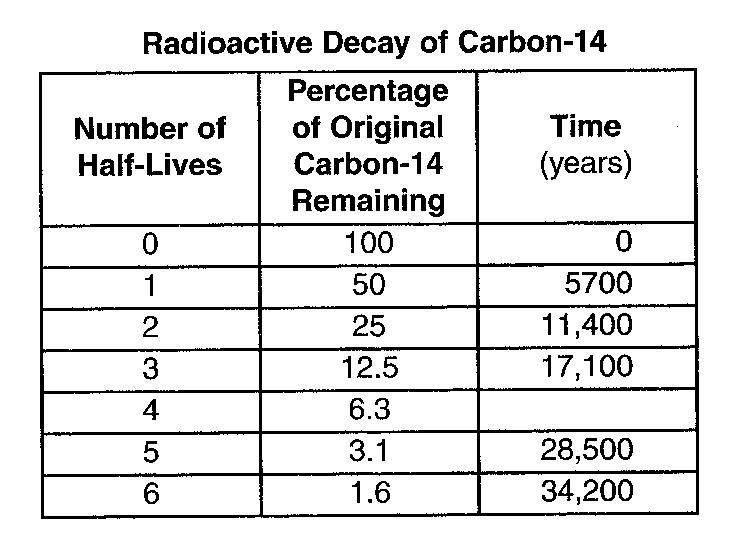 Radioactive Decay of Carbon-14
Number of
Half-Lives
Percentage
of Original
Carbon-14
Remaining
Time
(years)
0 100 0
1 50 5700
2 25 11,400
3 12.5 17,100
4 6.3
5 3.1 28,500
6 1.6 34,200